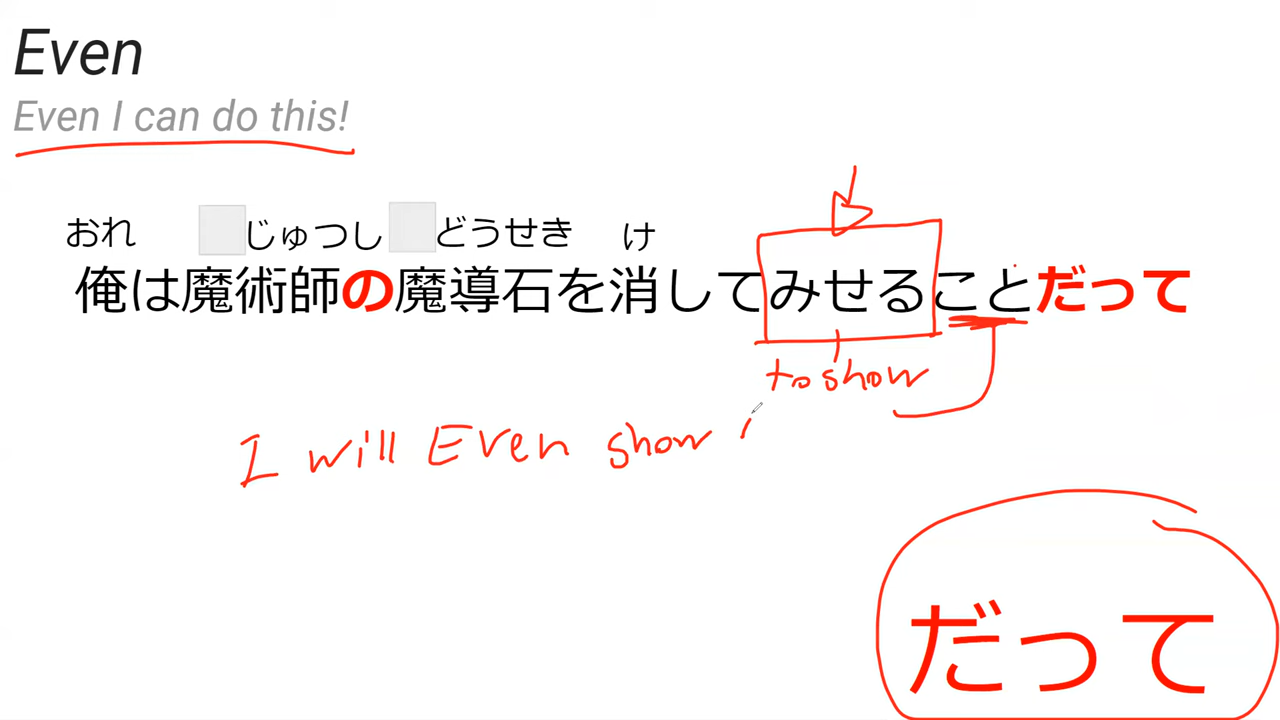 Even
Even I can do this!
おれ じゅつし どうせき け
俺は魔術師の魔導石を消してみせることだって
to show
I will Even show
だって